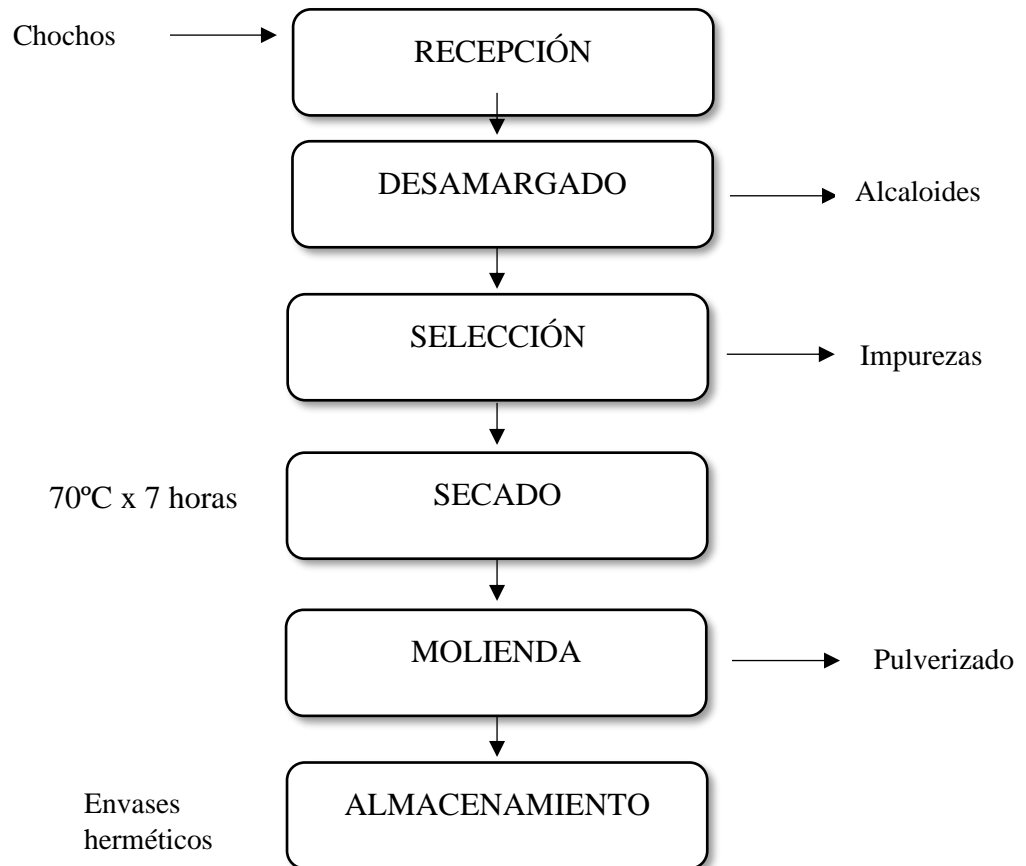 Chochos
RECEPCIÓN
DESAMARGADO
Alcaloides
SELECCIÓN
Impurezas
70ºC x 7 horas
SECADO
MOLIENDA
Pulverizado
Envases
herméticos
ALMACENAMIENTO